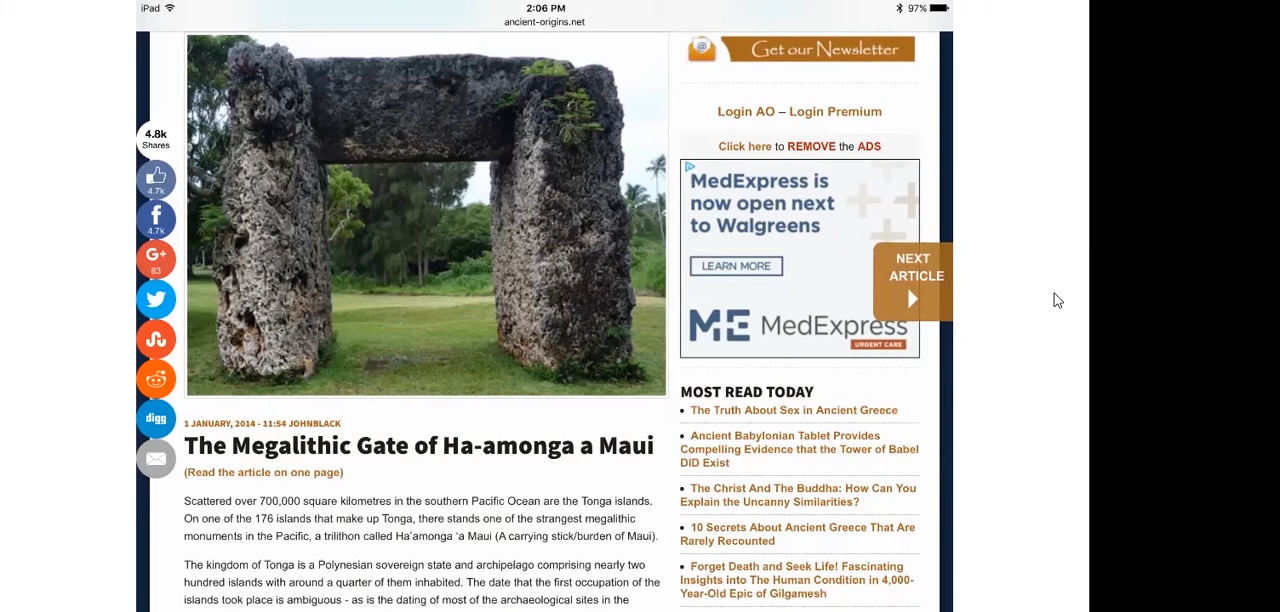 iPad
2:06 PM
97%
ancient-origins.net
4.8k
Shares
4.7k
f
4.7k
G+
83
digg
Get our Newsletter
Login AO – Login Premium
Click here to REMOVE the ADS
MedExpress is
now open next
to Walgreens
LEARN MORE
ME MedExpress
URGENT CARE
NEXT
ARTICLE
1 JANUARY, 2014 - 11:54 JOHNBLACK
The Megalithic Gate of Ha-amonga a Maui
(Read the article on one page)
Scattered over 700,000 square kilometres in the southern Pacific Ocean are the Tonga islands.
On one of the 176 islands that make up Tonga, there stands one of the strangest megalithic
monuments in the Pacific, a trilithon called Ha'amonga 'a Maui (A carrying stick/burden of Maui).
The kingdom of Tonga is a Polynesian sovereign state and archipelago comprising nearly two
hundred islands with around a quarter of them inhabited. The date that the first occupation of the
islands took place is ambiguous - as is the dating of most of the archaeological sites in the
MOST READ TODAY
• The Truth About Sex in Ancient Greece
• Ancient Babylonian Tablet Provides
Compelling Evidence that the Tower of Babel
DID Exist
• The Christ And The Buddha: How Can You
Explain the Uncanny Similarities?
• 10 Secrets About Ancient Greece That Are
Rarely Recounted
• Forget Death and Seek Life! Fascinating
Insights into The Human Condition in 4,000-
Year-Old Epic of Gilgamesh